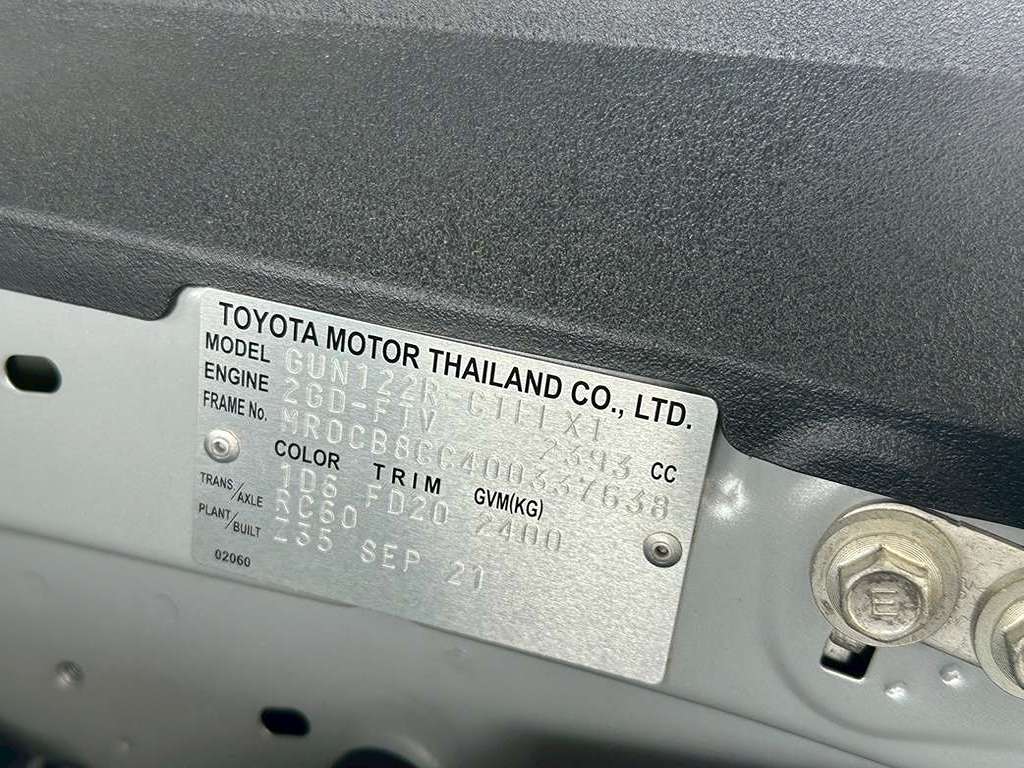 TOYOTA MOTOR THAILAND CO., LTD.
MODEL GUN122R-CTFLXT
ENGINE 2GD-FTV 2393 CC
FRAME No. MR0CB8CC400337638
COLOR TRIM GVM(KG)
1D6 FD20 2400
TRANS./AXLE RC60
PLANT/BUILT Z35 SEP 21
02060
E